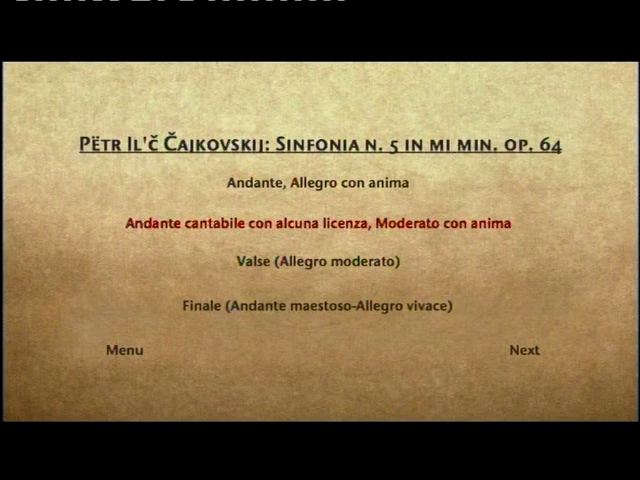 Pëtr Il'č Čajkovskij: Sinfonia n. 5 in mi min. op. 64
Andante, Allegro con anima
Andante cantabile con alcuna licenza, Moderato con anima
Valse (Allegro moderato)
Finale (Andante maestoso-Allegro vivace)
Menu
Next